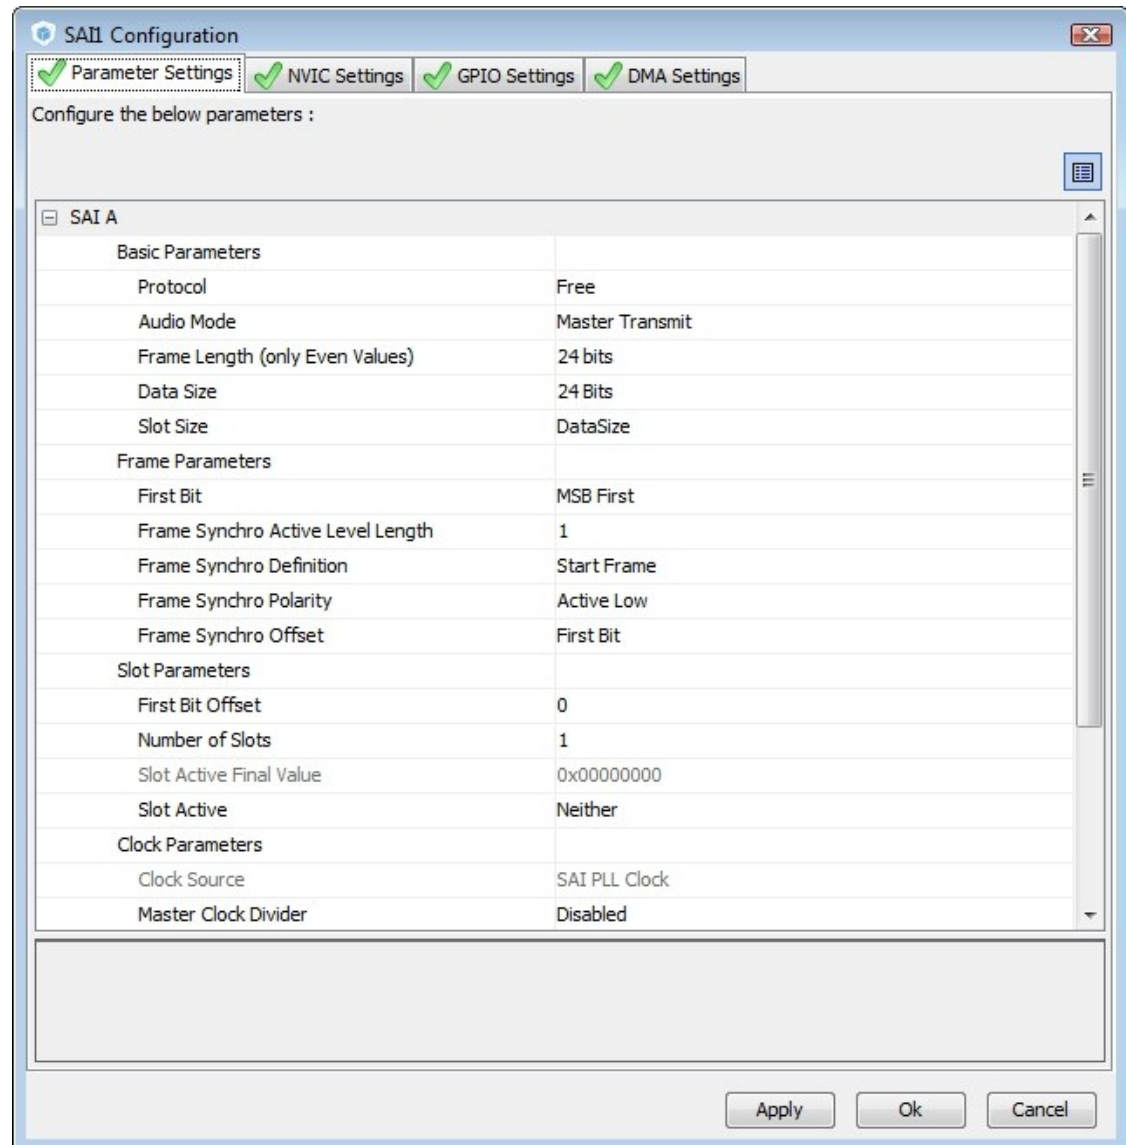 SAI1 Configuration
Parameter Settings NVIC Settings GPIO Settings DMA Settings
Configure the below parameters :
SAI A
Basic Parameters
Protocol Free
Audio Mode Master Transmit
Frame Length (only Even Values) 24 bits
Data Size 24 Bits
Slot Size DataSize
Frame Parameters
First Bit MSB First
Frame Synchro Active Level Length 1
Frame Synchro Definition Start Frame
Frame Synchro Polarity Active Low
Frame Synchro Offset First Bit
Slot Parameters
First Bit Offset 0
Number of Slots 1
Slot Active Final Value 0x00000000
Slot Active Neither
Clock Parameters
Clock Source SAI PLL Clock
Master Clock Divider Disabled
Apply Ok Cancel